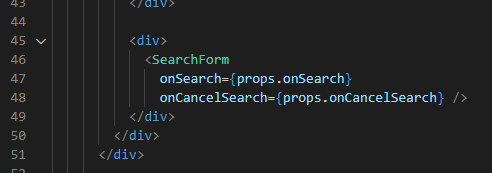 43 </div>
44
45 <div>
46 <SearchForm
47 onSearch={props.onSearch}
48 onCancelSearch={props.onCancelSearch} />
49 </div>
50 </div>
51 </div>